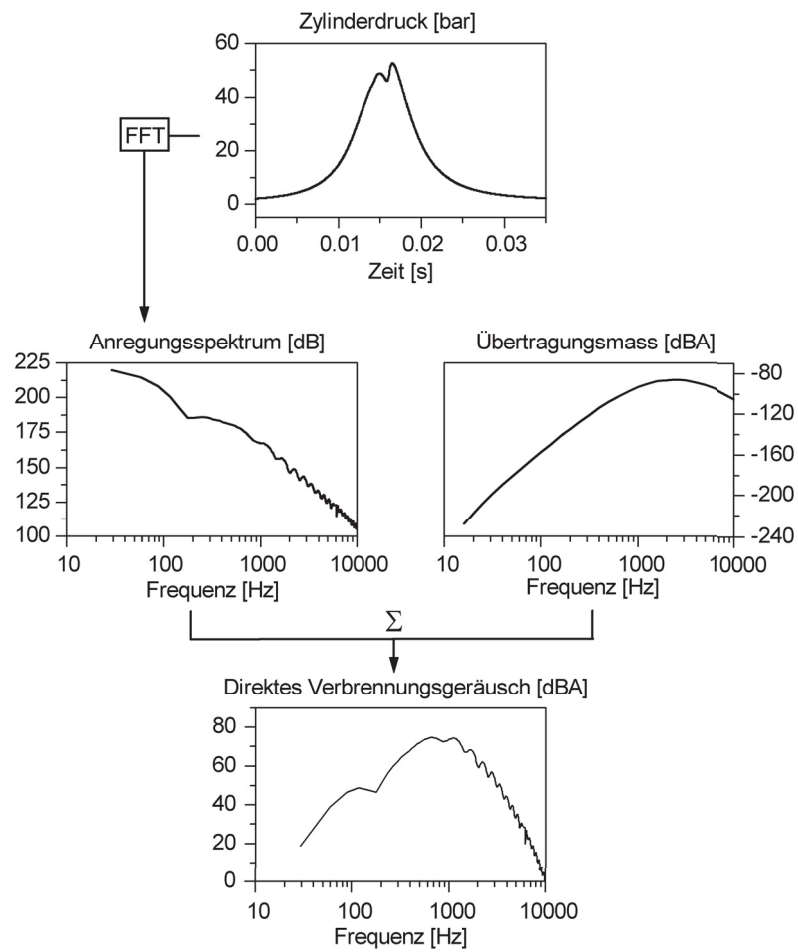 Zylinderdruck [bar]
60
40
20
0
0.00 0.01 0.02 0.03
Zeit [s]
FFT
Anregungsspektrum [dB]
225
200
175
150
125
100
10 100 1000 10000
Frequenz [Hz]
Übertragungsmass [dBA]
-80
-120
-160
-200
-240
10 100 1000 10000
Frequenz [Hz]
Σ
Direktes Verbrennungsgeräusch [dBA]
80
60
40
20
0
10 100 1000 10000
Frequenz [Hz]